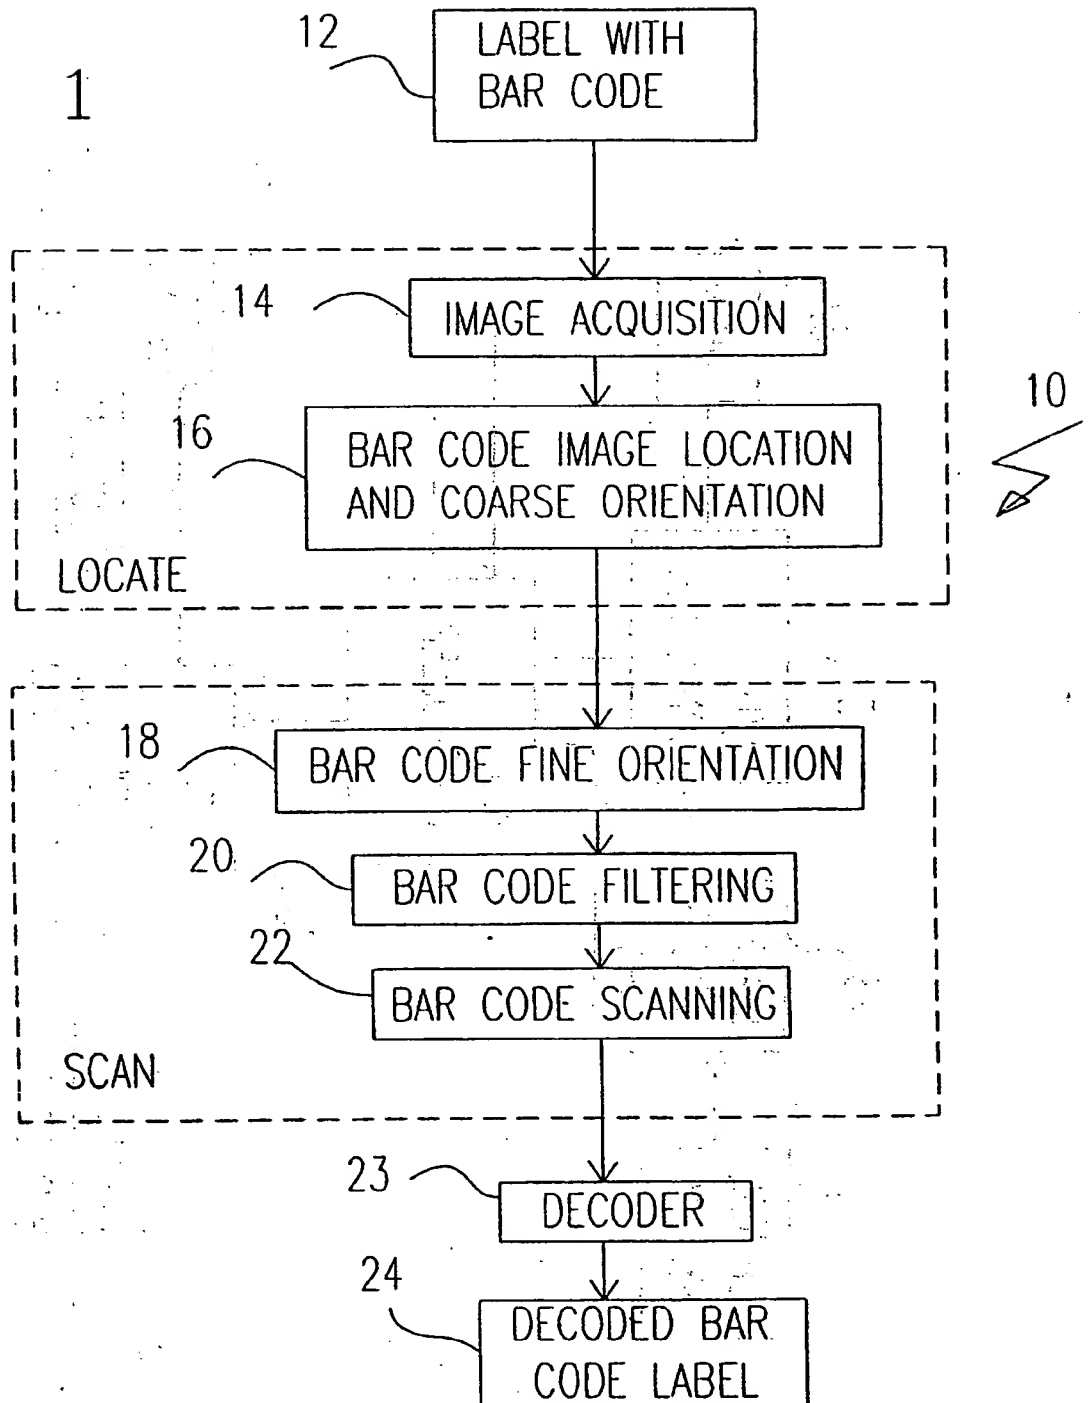 1
12
LABEL WITH
BAR CODE
14
IMAGE ACQUISITION
10
16
BAR CODE IMAGE LOCATION
AND COARSE ORIENTATION
LOCATE
18
BAR CODE FINE ORIENTATION
20
BAR CODE FILTERING
22
BAR CODE SCANNING
SCAN
23
DECODER
24
DECODED BAR
CODE LABEL